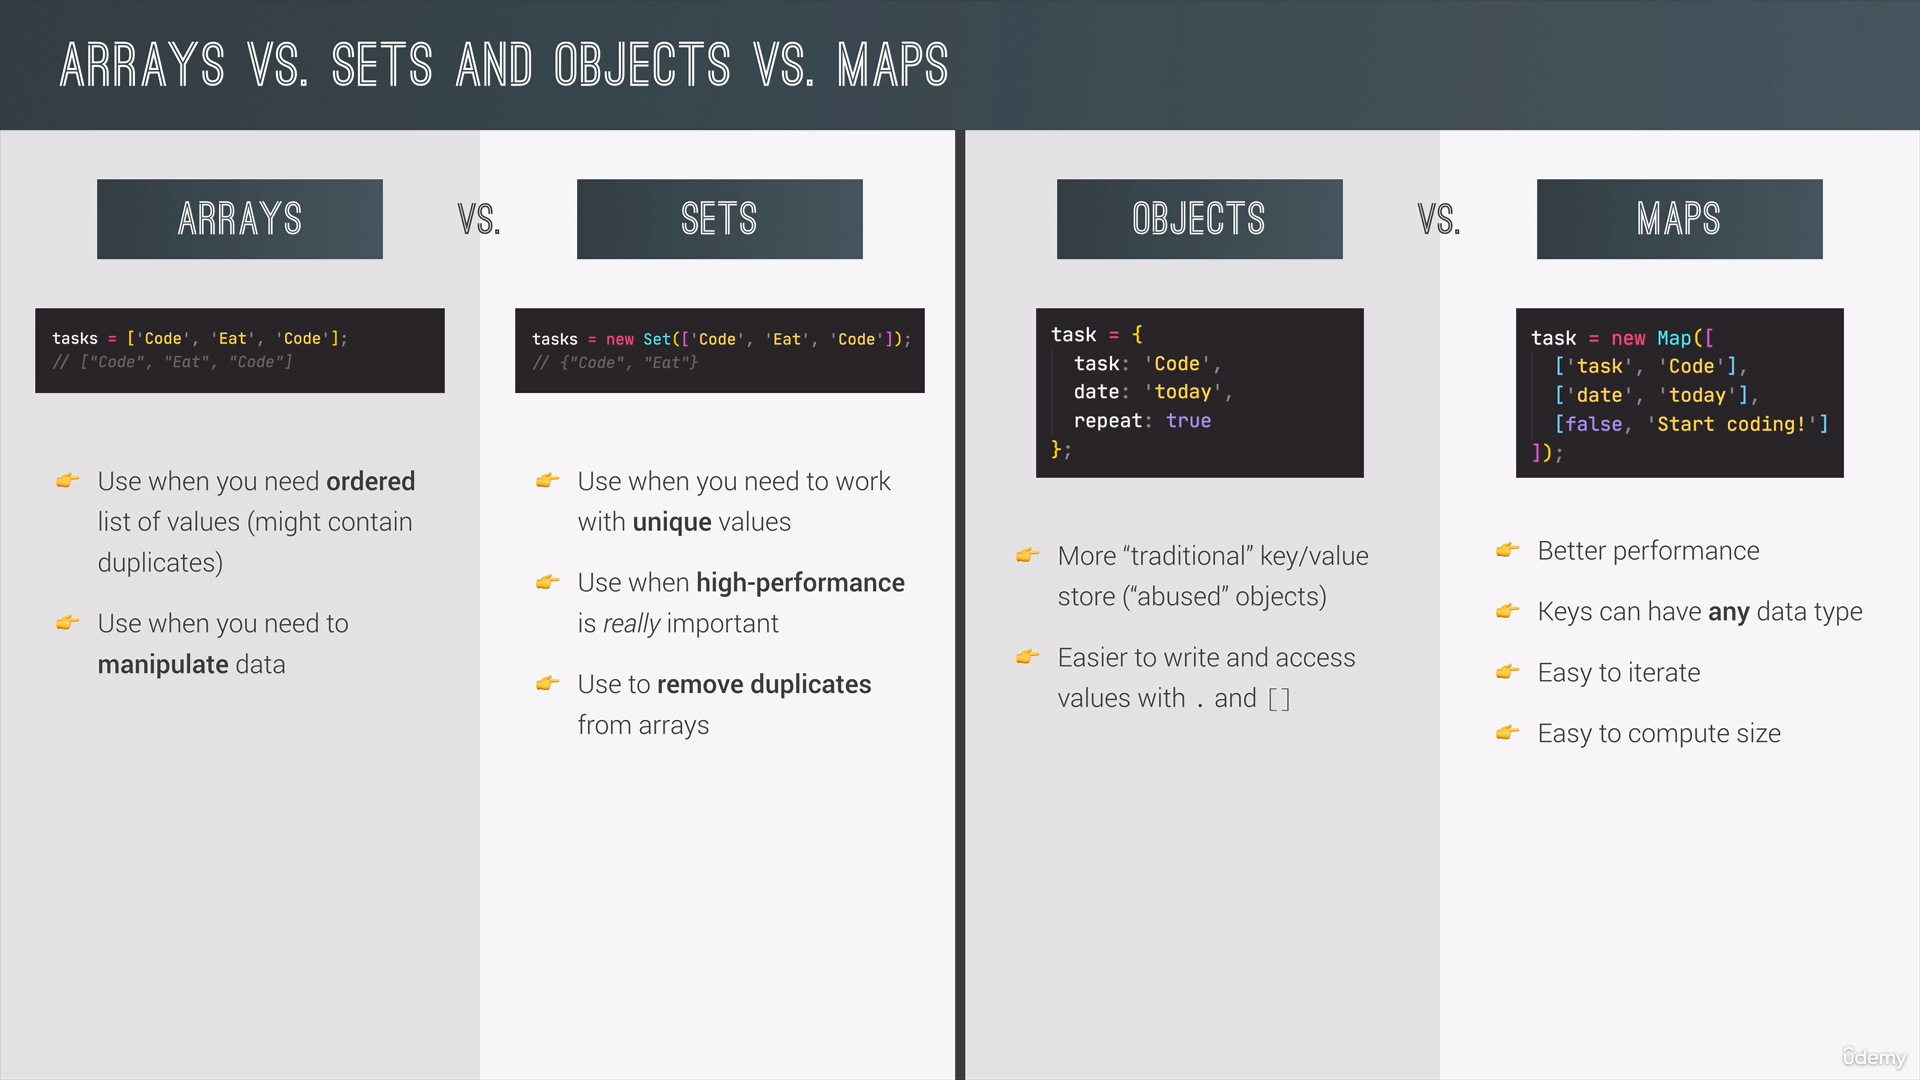 ARRAYS VS. SETS AND OBJECTS VS. MAPS
ARRAYS
VS.
SETS
tasks = ['Code', 'Eat', 'Code'];
// ["Code", "Eat", "Code"]
tasks = new Set(['Code', 'Eat', 'Code']);
// {"Code", "Eat"}
👉 Use when you need ordered
list of values (might contain
duplicates)
👉 Use when you need to
manipulate data
👉 Use when you need to work
with unique values
👉 Use when high-performance
is really important
👉 Use to remove duplicates
from arrays
OBJECTS
VS.
MAPS
task = {
task: 'Code',
date: 'today',
repeat: true
};
task = new Map([
['task', 'Code'],
['date', 'today'],
[false, 'Start coding!']
]);
👉 More “traditional” key/value
store (“abused” objects)
👉 Easier to write and access
values with . and []
👉 Better performance
👉 Keys can have any data type
👉 Easy to iterate
👉 Easy to compute size
udemy